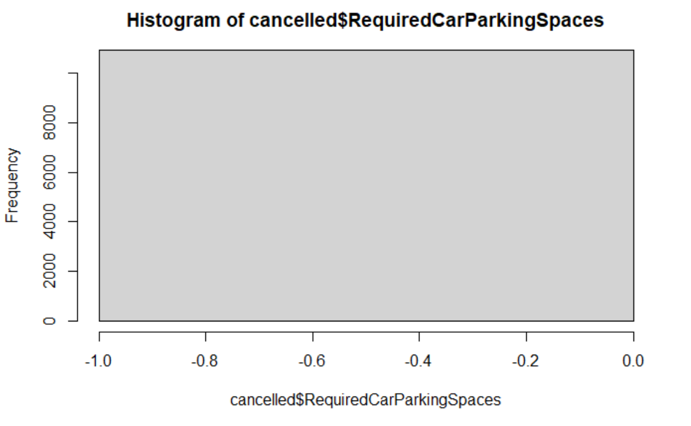 Histogram of cancelled$RequiredCarParkingSpaces
Frequency
8000
6000
4000
2000
0
-1.0 -0.8 -0.6 -0.4 -0.2 0.0
cancelled$RequiredCarParkingSpaces